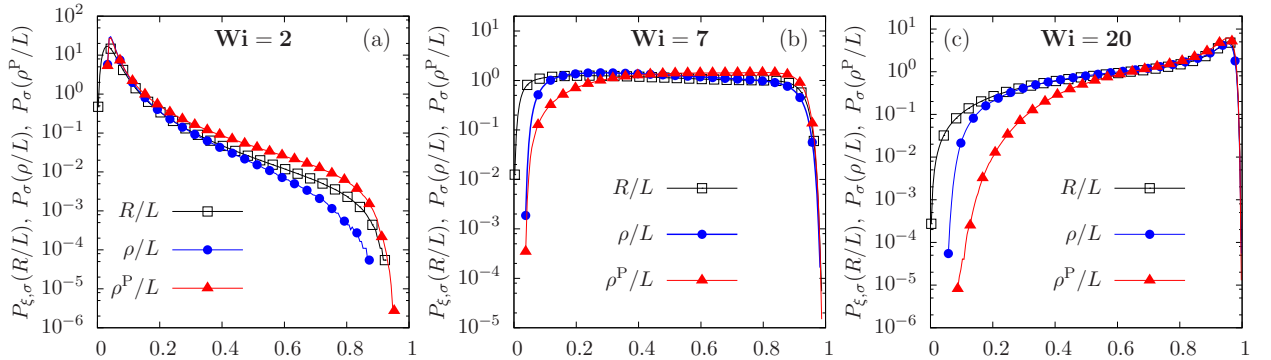 P_{ξ,σ}(R/L), P_σ(ρ/L), P_σ(ρ^P/L)
10^2
10^1
10^0
10^{-1}
10^{-2}
10^{-3}
10^{-4}
10^{-5}
10^{-6}
Wi = 2
(a)
R/L
ρ/L
ρ^P/L
0 0.2 0.4 0.6 0.8 1
P_{ξ,σ}(R/L), P_σ(ρ/L), P_σ(ρ^P/L)
10^1
10^0
10^{-1}
10^{-2}
10^{-3}
10^{-4}
10^{-5}
Wi = 7
(b)
R/L
ρ/L
ρ^P/L
0 0.2 0.4 0.6 0.8 1
P_{ξ,σ}(R/L), P_σ(ρ/L), P_σ(ρ^P/L)
10^1
10^0
10^{-1}
10^{-2}
10^{-3}
10^{-4}
10^{-5}
10^{-6}
(c)
Wi = 20
R/L
ρ/L
ρ^P/L
0 0.2 0.4 0.6 0.8 1